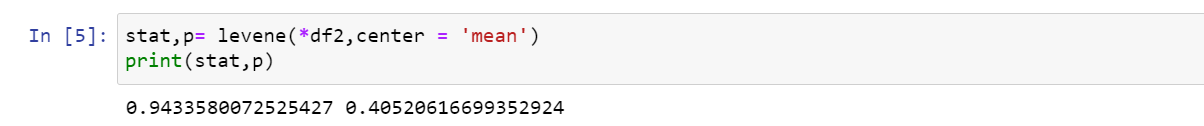 In [5]: stat,p= levene(*df2,center = 'mean')
print(stat,p)
0.9433580072525427 0.40520616699352924